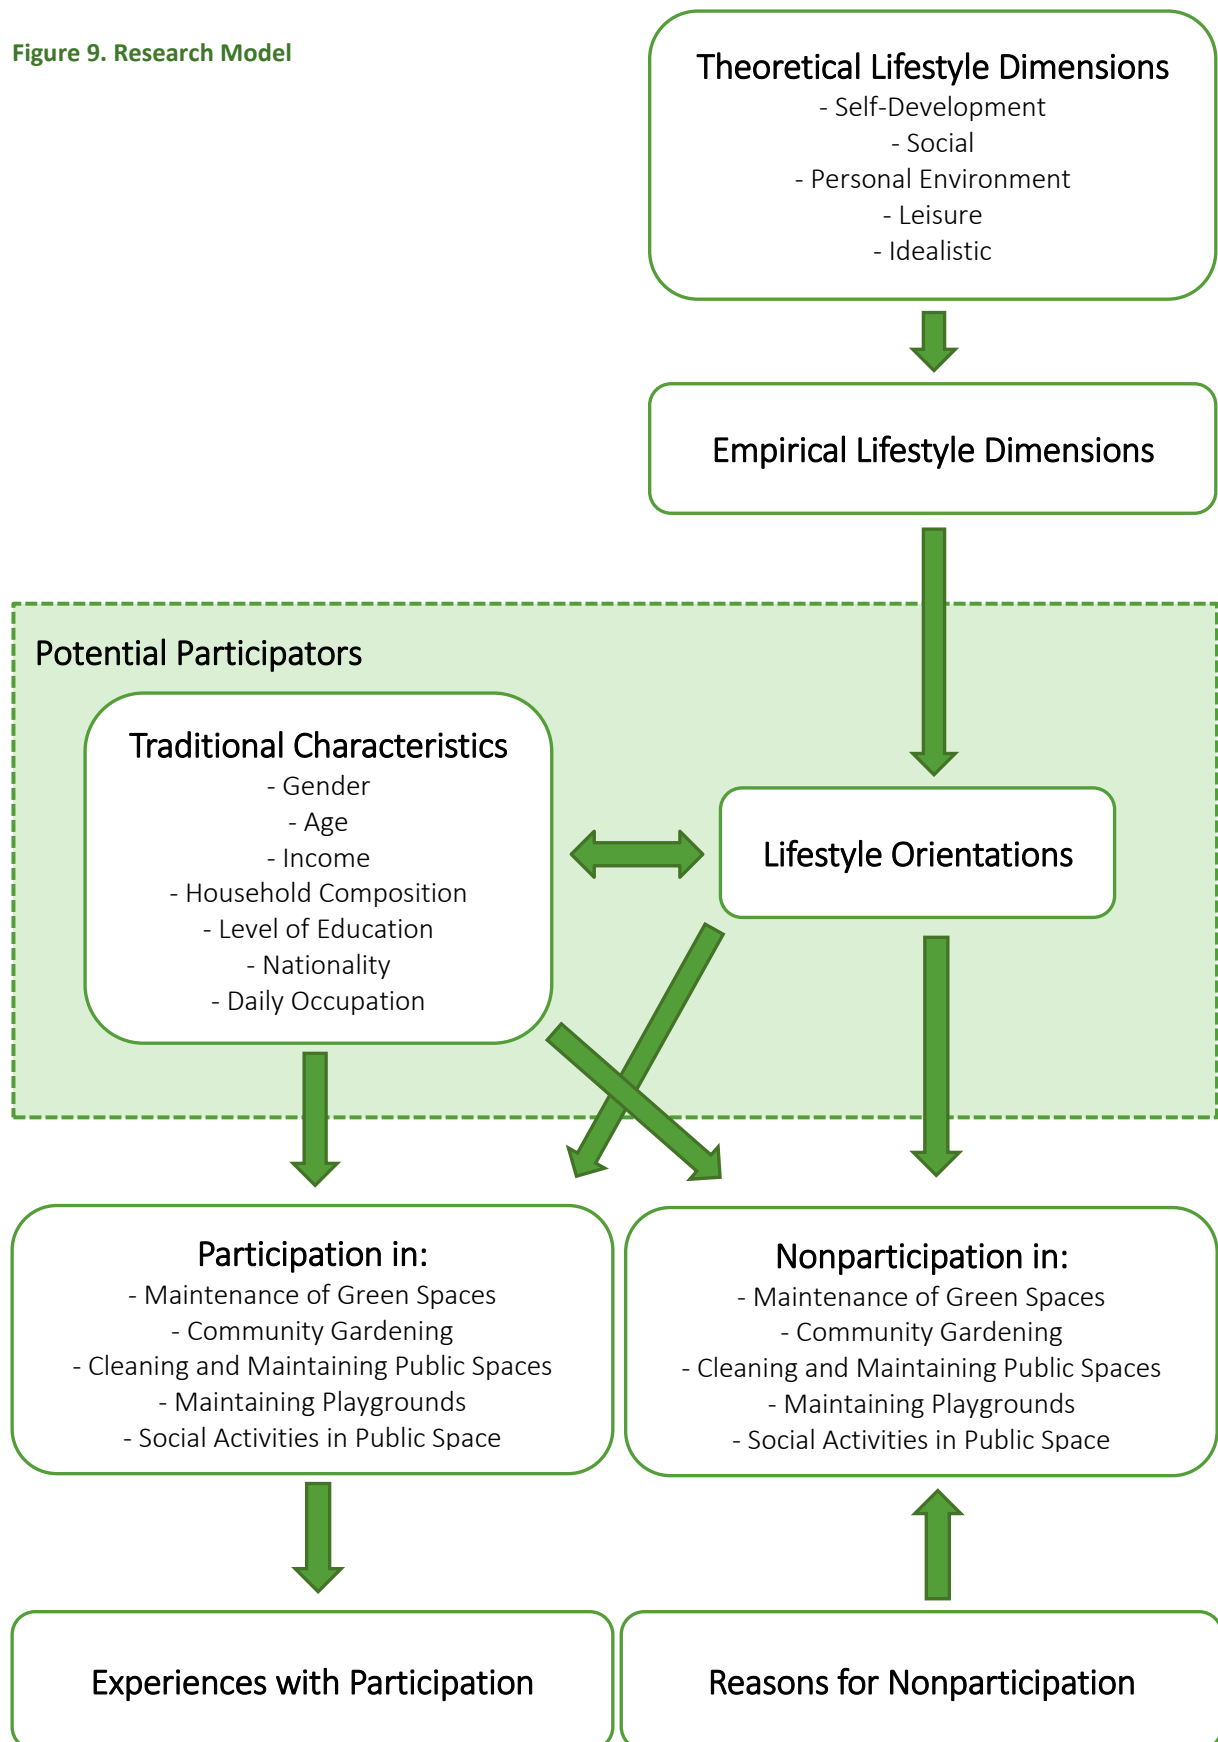 Figure 9. Research Model
Theoretical Lifestyle Dimensions
- Self-Development
- Social
- Personal Environment
- Leisure
- Idealistic
Empirical Lifestyle Dimensions
Potential Participators
Traditional Characteristics
- Gender
- Age
- Income
- Household Composition
- Level of Education
- Nationality
- Daily Occupation
Lifestyle Orientations
Participation in:
- Maintenance of Green Spaces
- Community Gardening
- Cleaning and Maintaining Public Spaces
- Maintaining Playgrounds
- Social Activities in Public Space
Nonparticipation in:
- Maintenance of Green Spaces
- Community Gardening
- Cleaning and Maintaining Public Spaces
- Maintaining Playgrounds
- Social Activities in Public Space
Experiences with Participation
Reasons for Nonparticipation